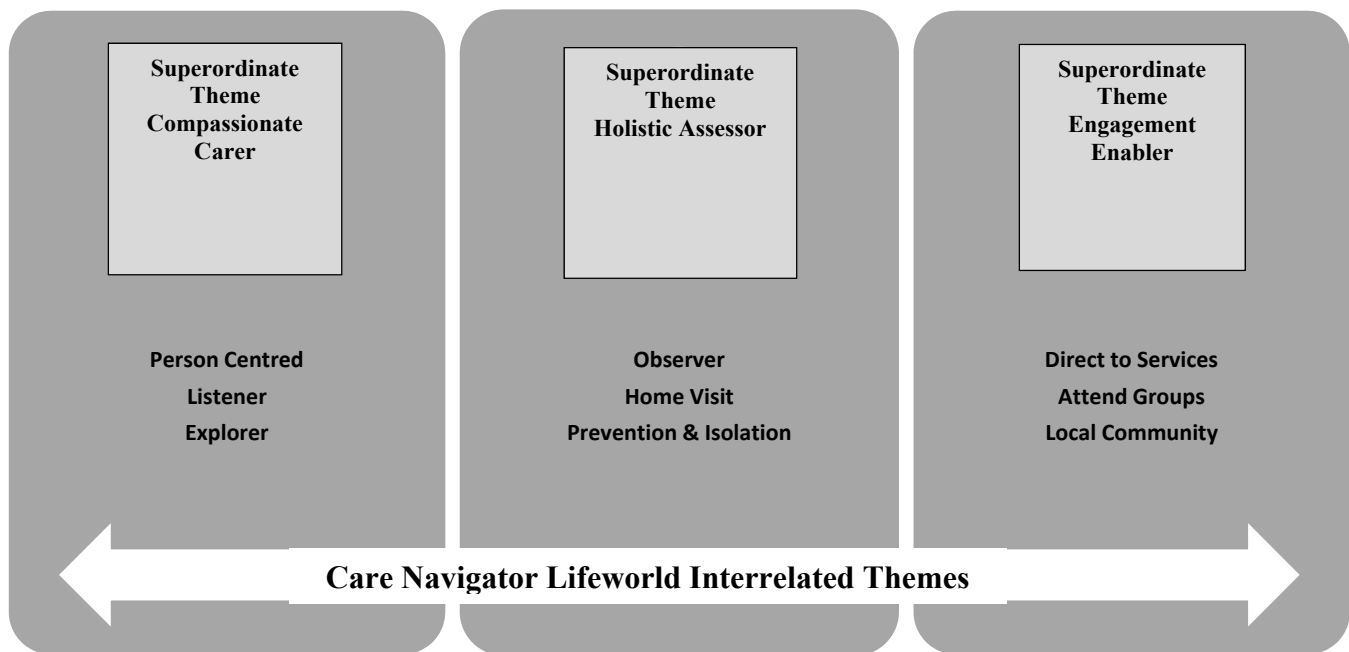 Superordinate
Theme
Compassionate
Carer
Person Centred
Listener
Explorer
Superordinate
Theme
Holistic Assessor
Observer
Home Visit
Prevention & Isolation
Superordinate
Theme
Engagement
Enabler
Direct to Services
Attend Groups
Local Community
Care Navigator Lifeworld Interrelated Themes